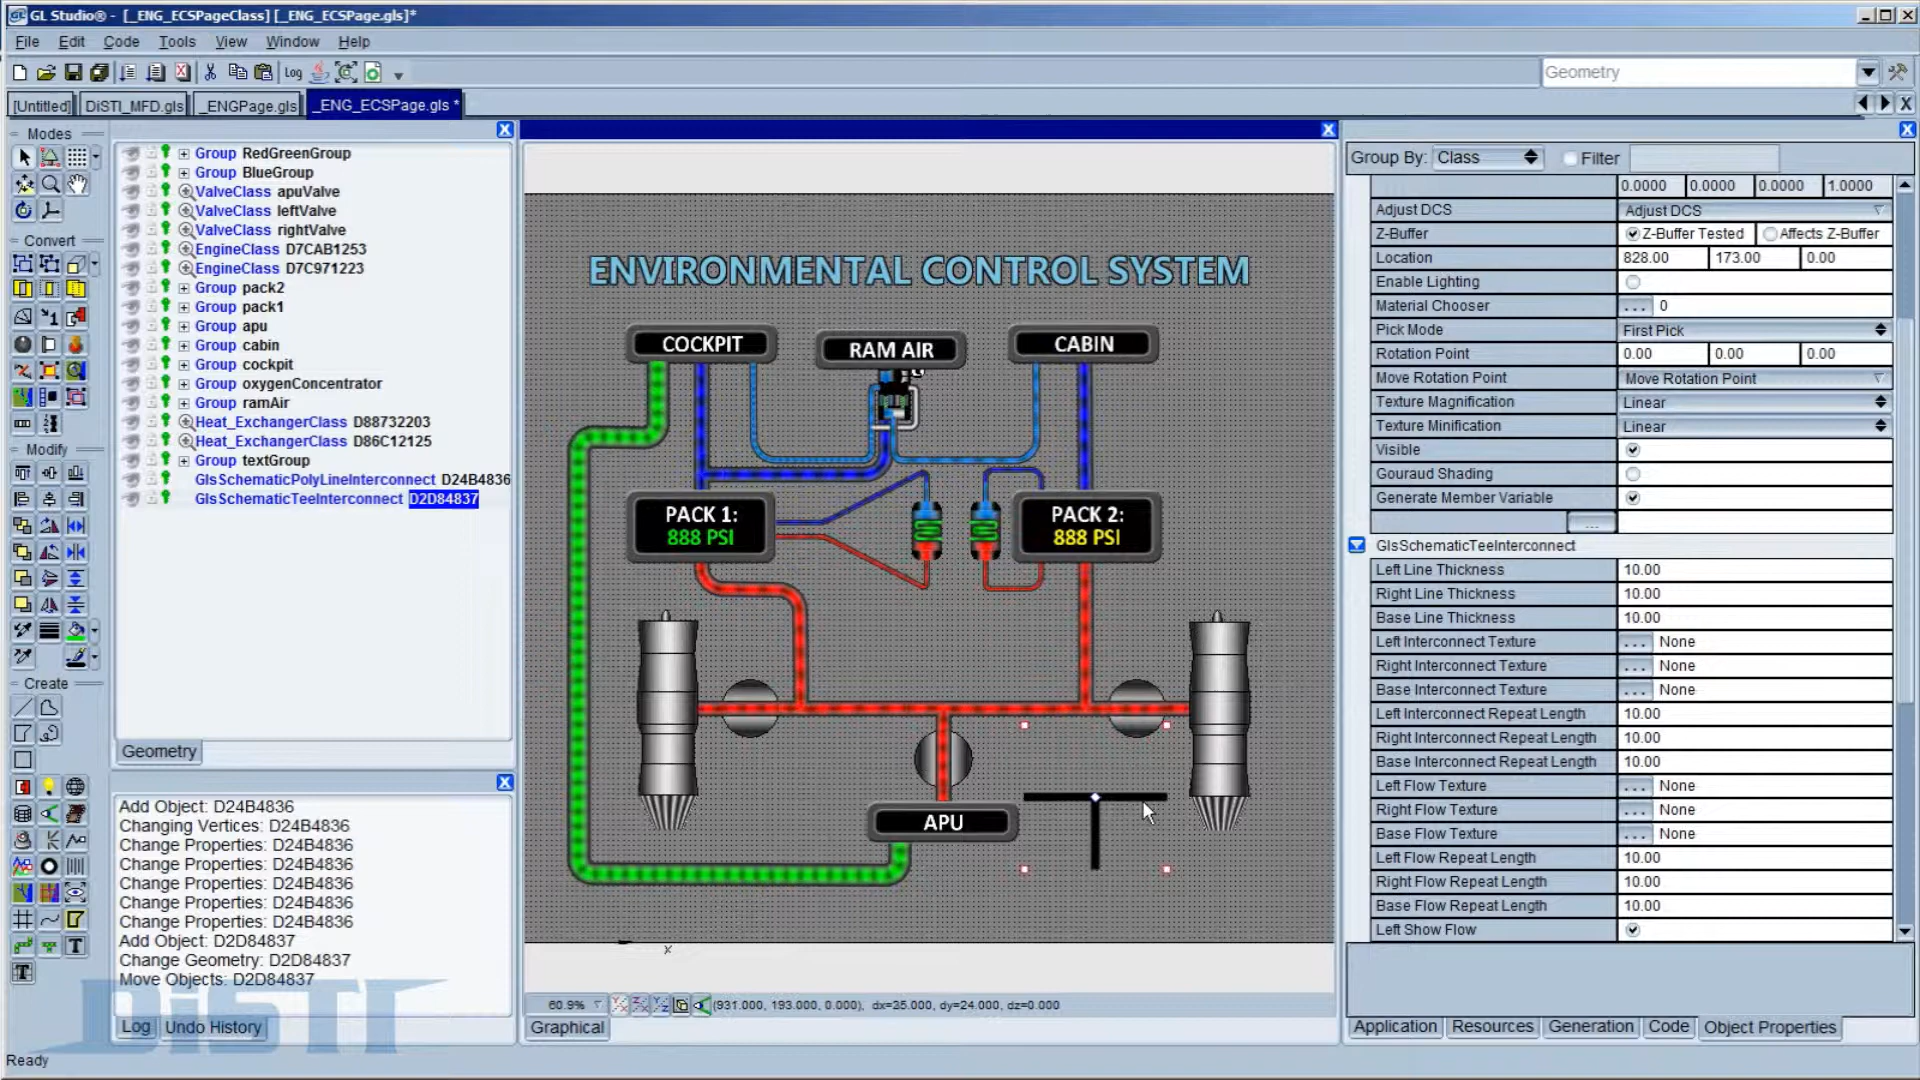 GL Studio® - [_ENG_ECSPageClass] [_ENG_ECSPage.gls]*
File Edit Code Tools View Window Help
Log
Geometry
[Untitled] DiSTI_MFD.gls _ENGPage.gls _ENG_ECSPage.gls *
Modes
Convert
Modify
Create
Group RedGreenGroup
Group BlueGroup
ValveClass apuValve
ValveClass leftValve
ValveClass rightValve
EngineClass D7CAB1253
EngineClass D7C971223
Group pack2
Group pack1
Group apu
Group cabin
Group cockpit
Group oxygenConcentrator
Group ramAir
Heat_ExchangerClass D88732203
Heat_ExchangerClass D86C12125
Group textGroup
GlsSchematicPolyLineInterconnect D24B4836
GlsSchematicTeeInterconnect D2D84837
Geometry
Add Object: D24B4836
Changing Vertices: D24B4836
Change Properties: D24B4836
Change Properties: D24B4836
Change Properties: D24B4836
Change Properties: D24B4836
Change Properties: D24B4836
Add Object: D2D84837
Change Geometry: D2D84837
Move Objects: D2D84837
Log Undo History
DiSTI
Ready
ENVIRONMENTAL CONTROL SYSTEM
COCKPIT
RAM AIR
CABIN
PACK 1:
888 PSI
PACK 2:
888 PSI
APU
x
60.9% (931.000, 193.000, 0.000), dx=35.000, dy=24.000, dz=0.000
Graphical
Group By: Class Filter
0.0000 0.0000 0.0000 1.0000
Adjust DCS Adjust DCS
Z-Buffer Z-Buffer Tested Affects Z-Buffer
Location 828.00 173.00 0.00
Enable Lighting
Material Chooser ... 0
Pick Mode First Pick
Rotation Point 0.00 0.00 0.00
Move Rotation Point Move Rotation Point
Texture Magnification Linear
Texture Minification Linear
Visible
Gouraud Shading
Generate Member Variable
...
GlsSchematicTeeInterconnect
Left Line Thickness 10.00
Right Line Thickness 10.00
Base Line Thickness 10.00
Left Interconnect Texture ... None
Right Interconnect Texture ... None
Base Interconnect Texture ... None
Left Interconnect Repeat Length 10.00
Right Interconnect Repeat Length 10.00
Base Interconnect Repeat Length 10.00
Left Flow Texture ... None
Right Flow Texture ... None
Base Flow Texture ... None
Left Flow Repeat Length 10.00
Right Flow Repeat Length 10.00
Base Flow Repeat Length 10.00
Left Show Flow
Application Resources Generation Code Object Properties